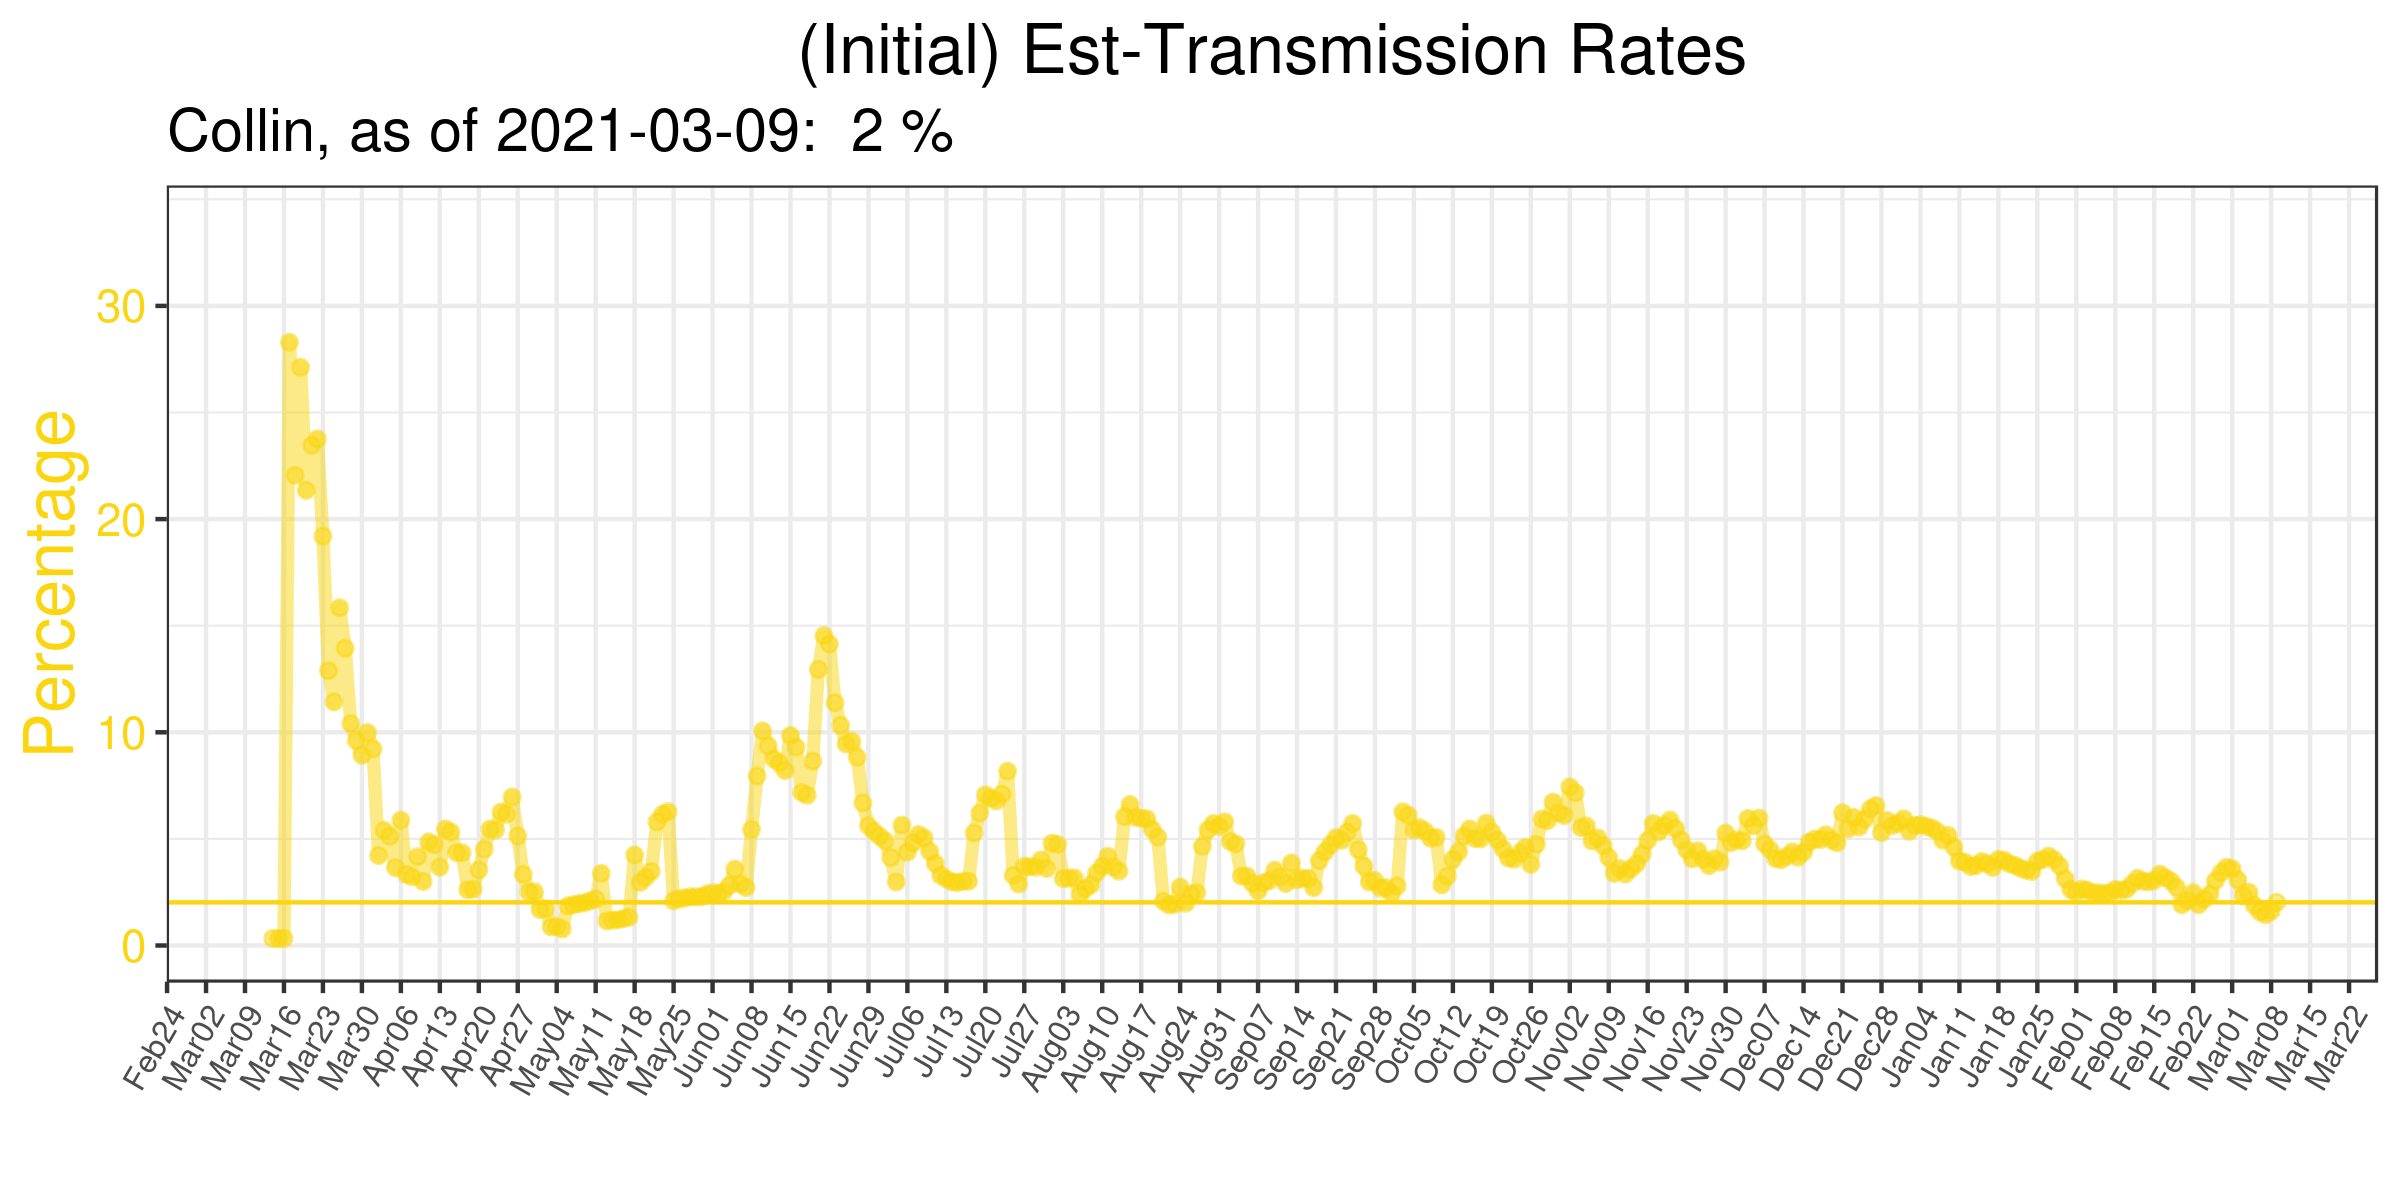 (Initial) Est-Transmission Rates
Collin, as of 2021-03-09:  2 %
Percentage
30
20
10
0
Feb24
Mar02
Mar09
Mar16
Mar23
Mar30
Apr06
Apr13
Apr20
Apr27
May04
May11
May18
May25
Jun01
Jun08
Jun15
Jun22
Jun29
Jul06
Jul13
Jul20
Jul27
Aug03
Aug10
Aug17
Aug24
Aug31
Sep07
Sep14
Sep21
Sep28
Oct05
Oct12
Oct19
Oct26
Nov02
Nov09
Nov16
Nov23
Nov30
Dec07
Dec14
Dec21
Dec28
Jan04
Jan11
Jan18
Jan25
Feb01
Feb08
Feb15
Feb22
Mar01
Mar08
Mar15
Mar22